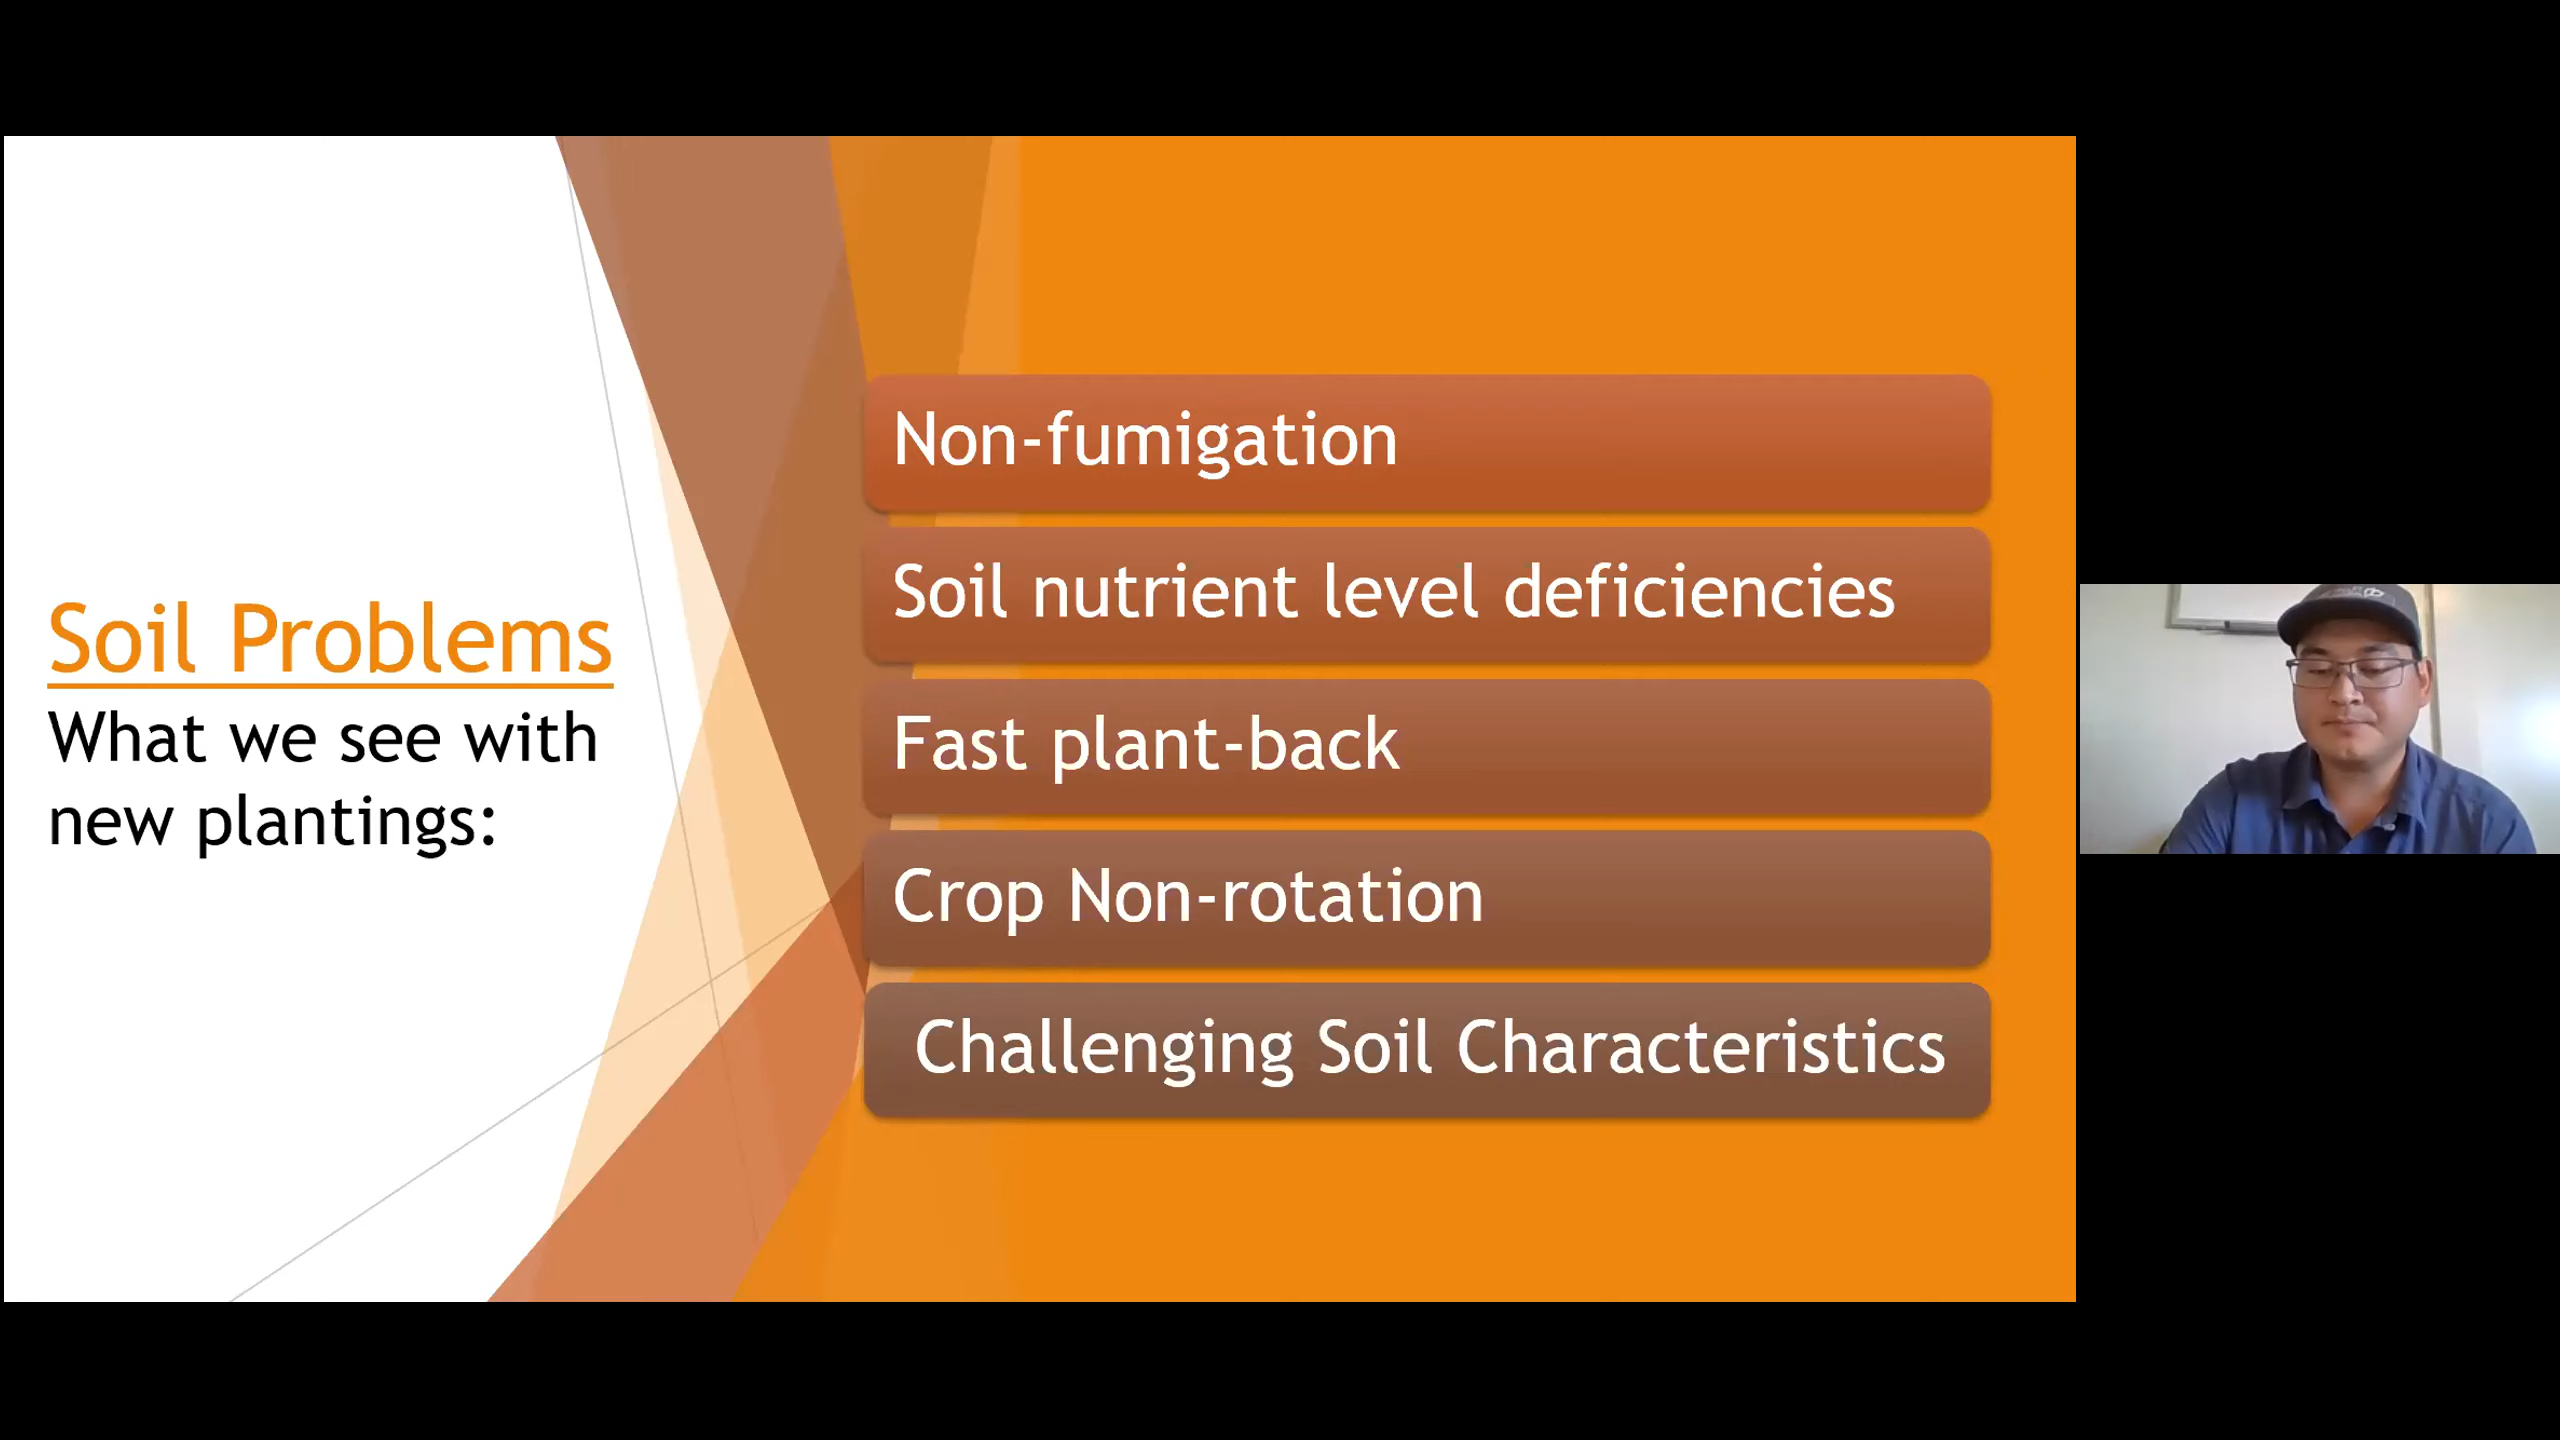 Soil Problems
What we see with
new plantings:
Non-fumigation
Soil nutrient level deficiencies
Fast plant-back
Crop Non-rotation
Challenging Soil Characteristics